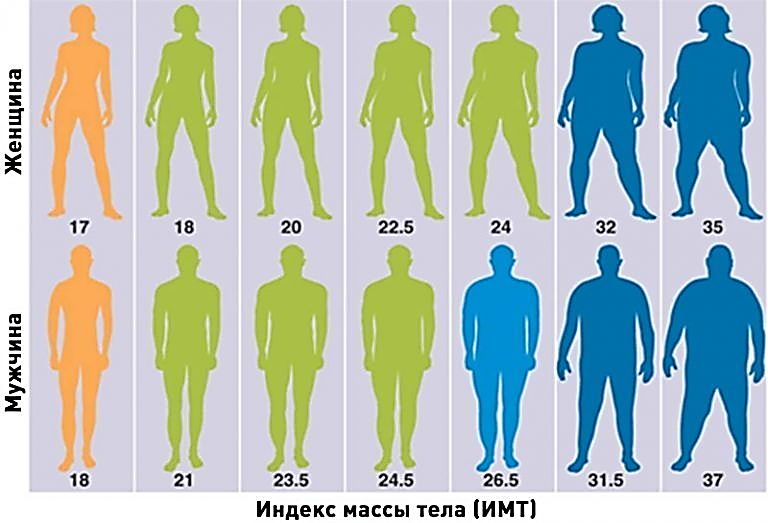 Женщина
17 18 20 22.5 24 32 35
Мужчина
18 21 23.5 24.5 26.5 31.5 37
Индекс массы тела (ИМТ)